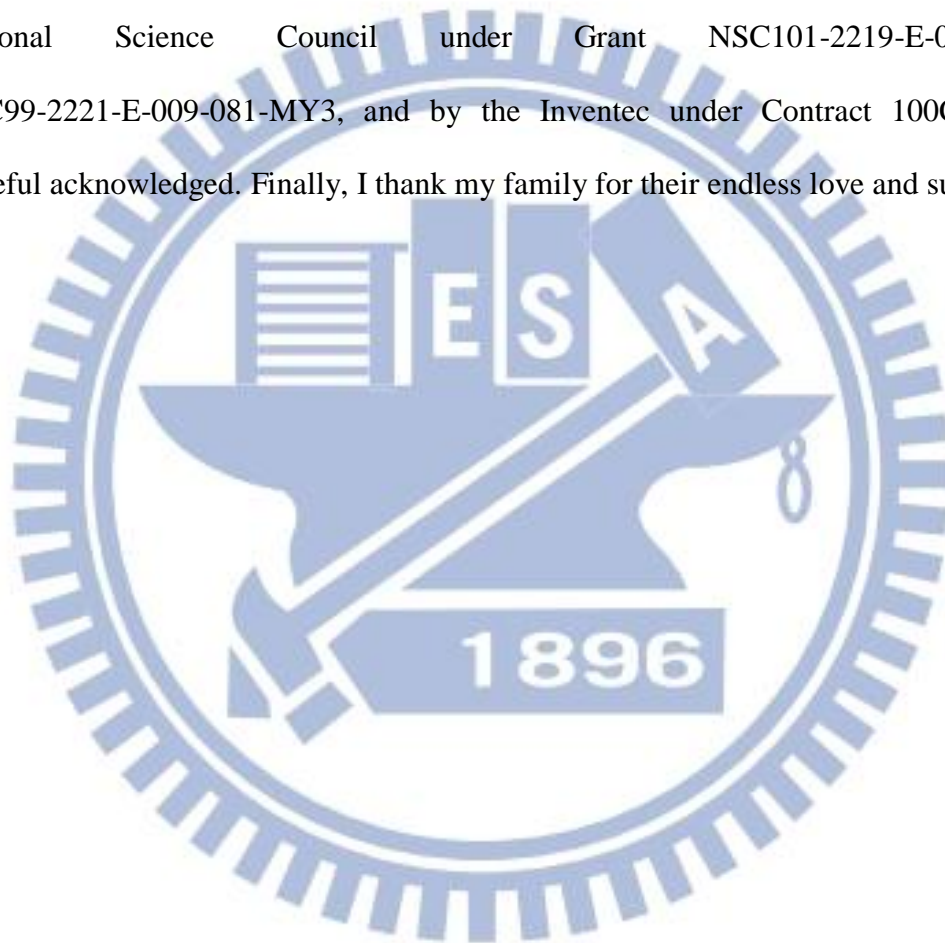 onal Science Council under Grant NSC101-2219-E-0
C99-2221-E-009-081-MY3, and by the Inventec under Contract 100C
eful acknowledged. Finally, I thank my family for their endless love and su
E S A
1896